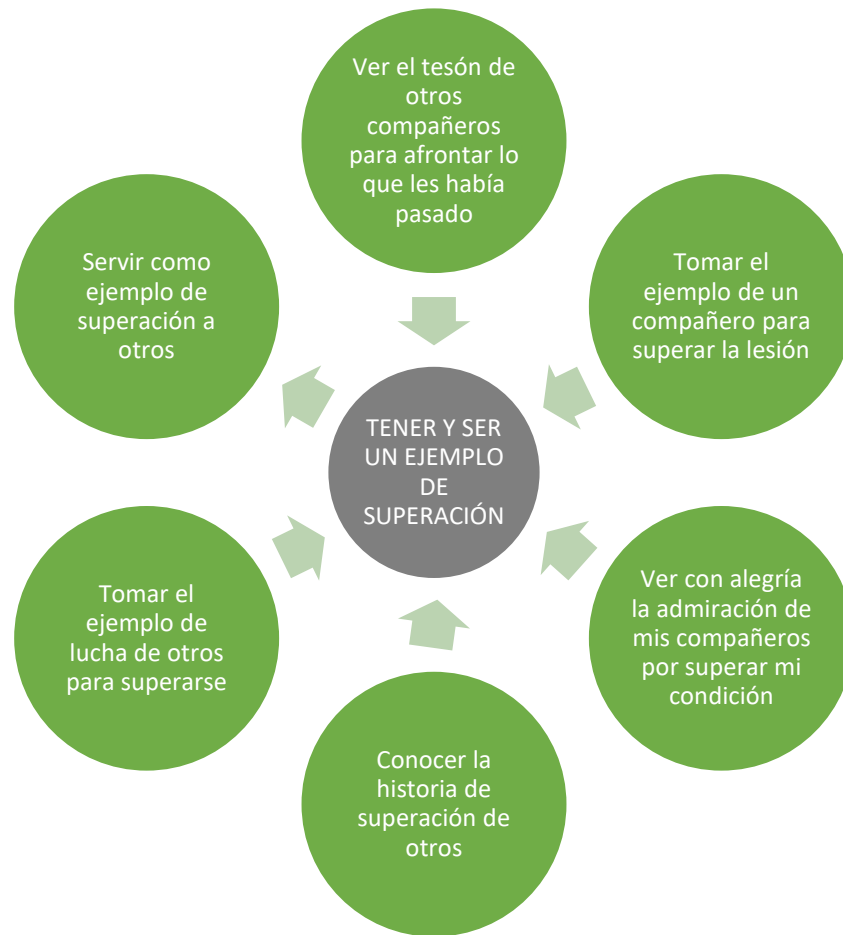 Ver el tesón de
otros
compañeros
para afrontar lo
que les había
pasado
Tomar el
ejemplo de un
compañero para
superar la lesión
Ver con alegría
la admiración de
mis compañeros
por superar mi
condición
Conocer la
historia de
superación de
otros
Tomar el
ejemplo de
lucha de otros
para superarse
Servir como
ejemplo de
superación a
otros
TENER Y SER
UN EJEMPLO
DE
SUPERACIÓN